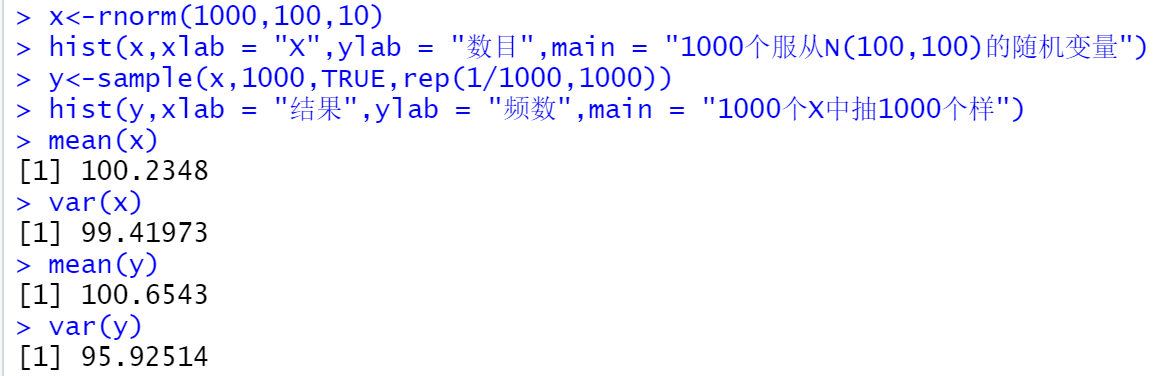 > x<-rnorm(1000,100,10)
> hist(x,xlab = "X",ylab = "数目",main = "1000个服从N(100,100)的随机变量")
> y<-sample(x,1000,TRUE,rep(1/1000,1000))
> hist(y,xlab = "结果",ylab = "频数",main = "1000个X中抽1000个样")
> mean(x)
[1] 100.2348
> var(x)
[1] 99.41973
> mean(y)
[1] 100.6543
> var(y)
[1] 95.92514